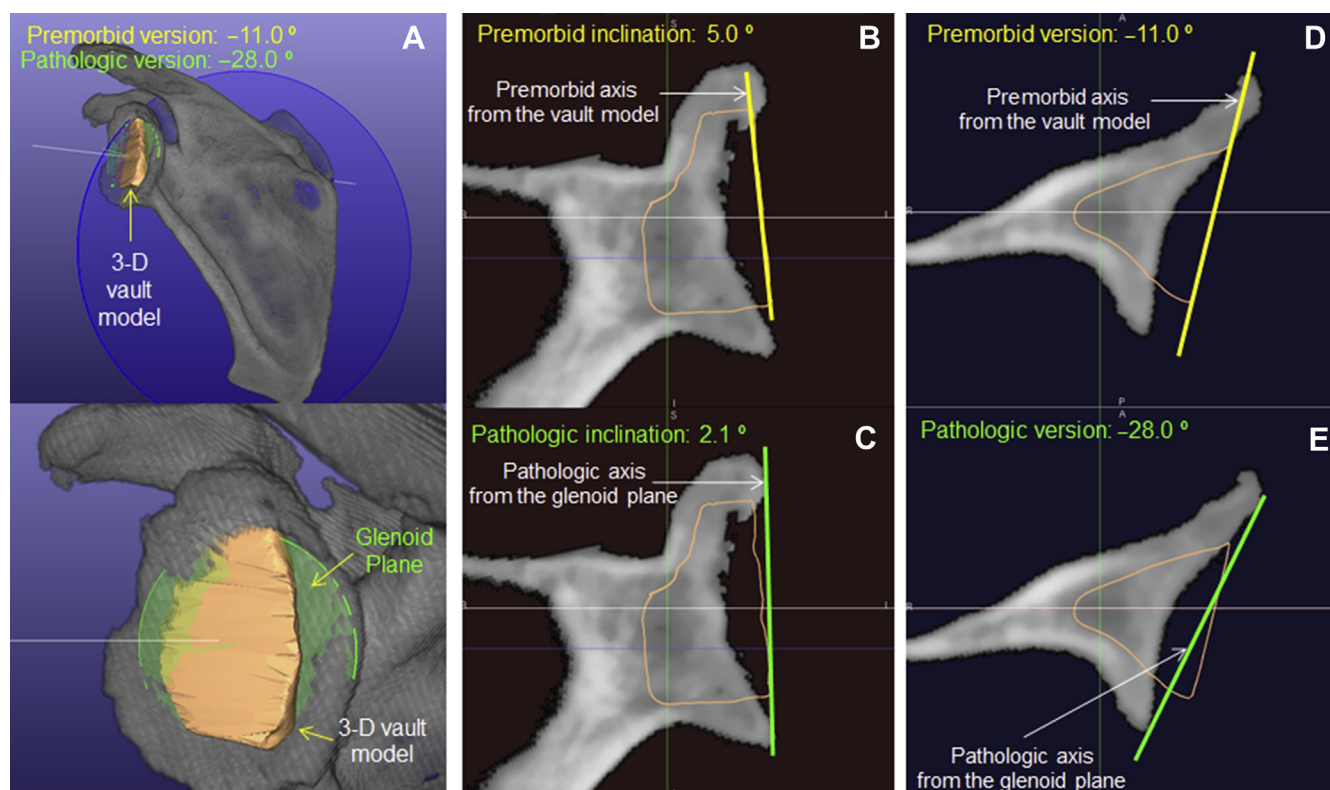 Premorbid version: –11.0 º
Pathologic version: –28.0 º
A
3-D
vault
model
Glenoid
Plane
3-D vault
model
Premorbid inclination: 5.0 º
B
S
Premorbid axis
from the vault model
R
L
I
S
Pathologic inclination: 2.1 º
C
Pathologic axis
from the glenoid plane
R
L
A
Premorbid version: –11.0 º
D
Premorbid axis
from the vault model
R
P
A
Pathologic version: –28.0 º
E
R
Pathologic axis
from the glenoid plane